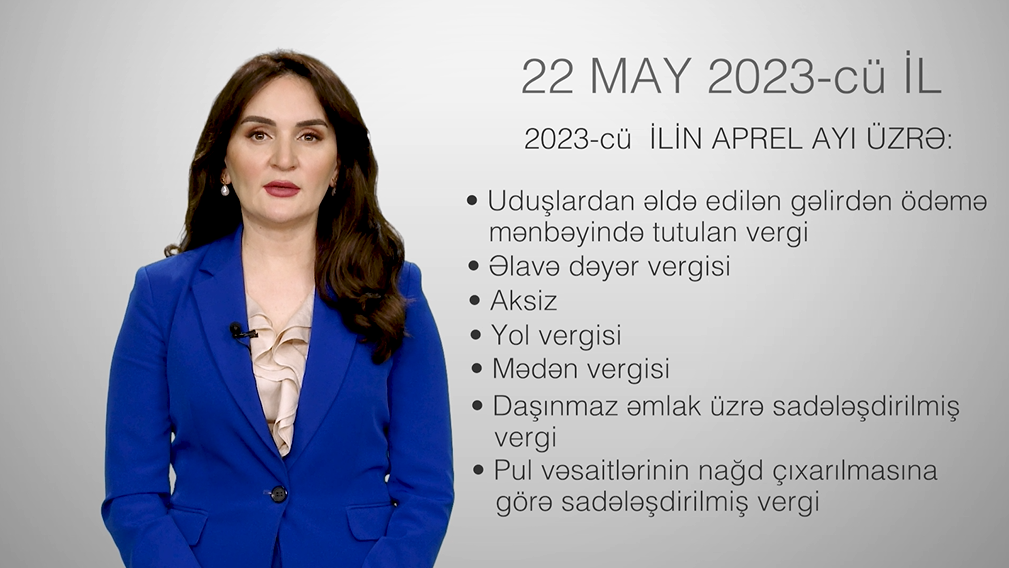 22 MAY 2023-cü İL
2023-cü İLİN APREL AYI ÜZRƏ:
• Uduşlardan əldə edilən gəlirdən ödəmə
mənbəyində tutulan vergi
• Əlavə dəyər vergisi
• Aksiz
• Yol vergisi
• Mədən vergisi
• Daşınmaz əmlak üzrə sadələşdirilmiş
vergi
• Pul vəsaitlərinin nağd çıxarılmasına
görə sadələşdirilmiş vergi